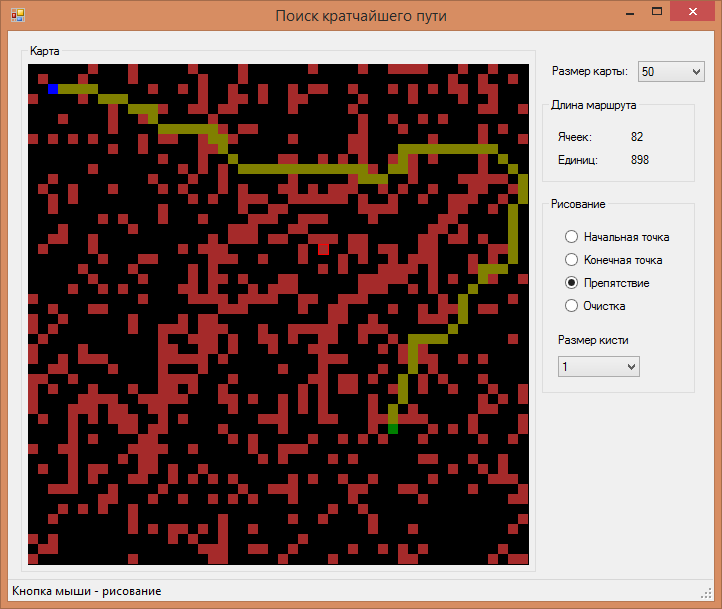 Поиск кратчайшего пути
Карта
Размер карты: 50
Длина маршрута
Ячеек: 82
Единиц: 898
Рисование
Начальная точка
Конечная точка
Препятствие
Очистка
Размер кисти
1
Кнопка мыши - рисование